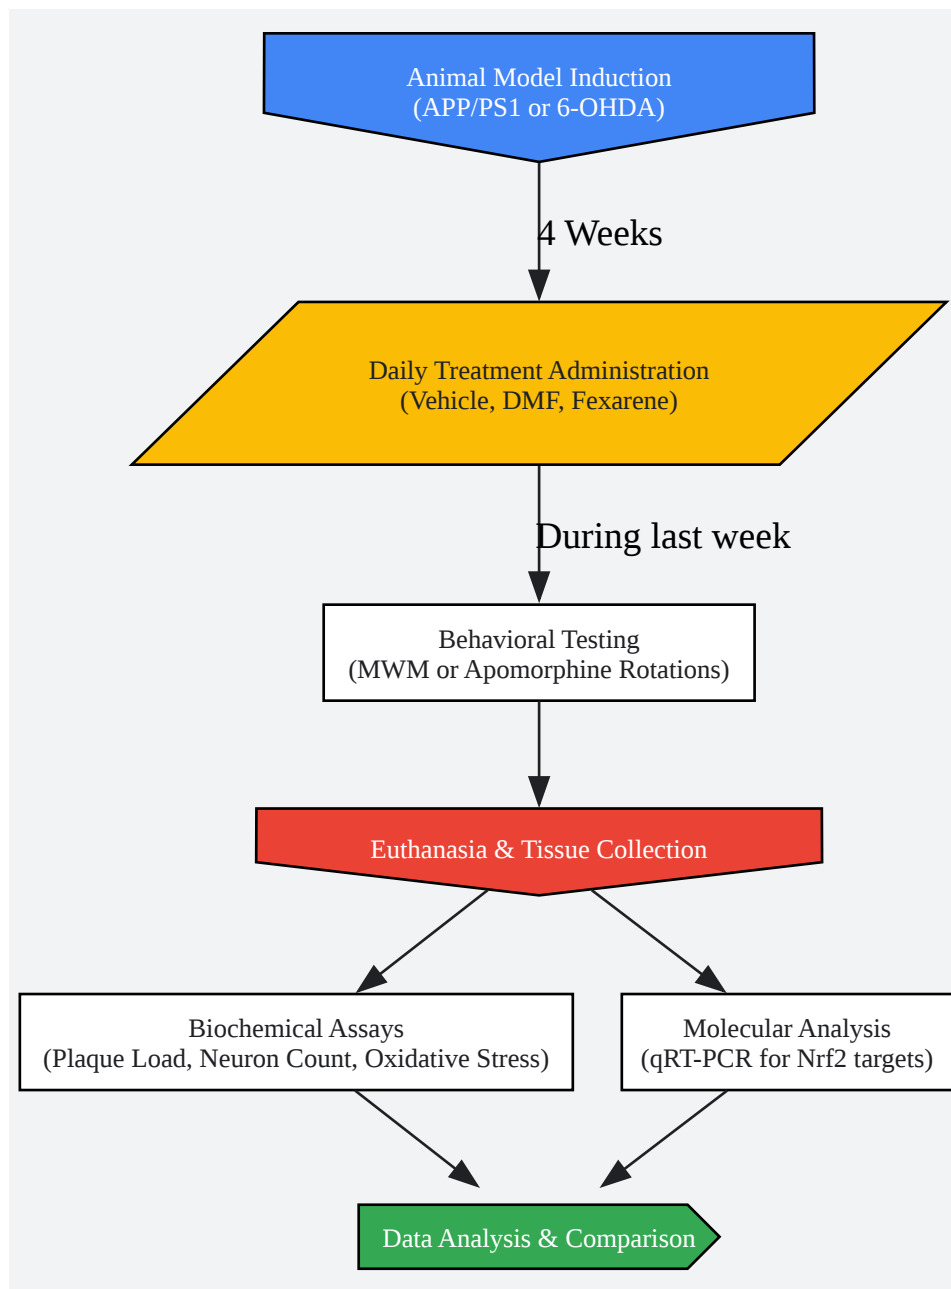 Animal Model Induction
(APP/PS1 or 6-OHDA)
4 Weeks
Daily Treatment Administration
(Vehicle, DMF, Fexarene)
During last week
Behavioral Testing
(MWM or Apomorphine Rotations)
Euthanasia & Tissue Collection
Biochemical Assays
(Plaque Load, Neuron Count, Oxidative Stress)
Molecular Analysis
(qRT-PCR for Nrf2 targets)
Data Analysis & Comparison